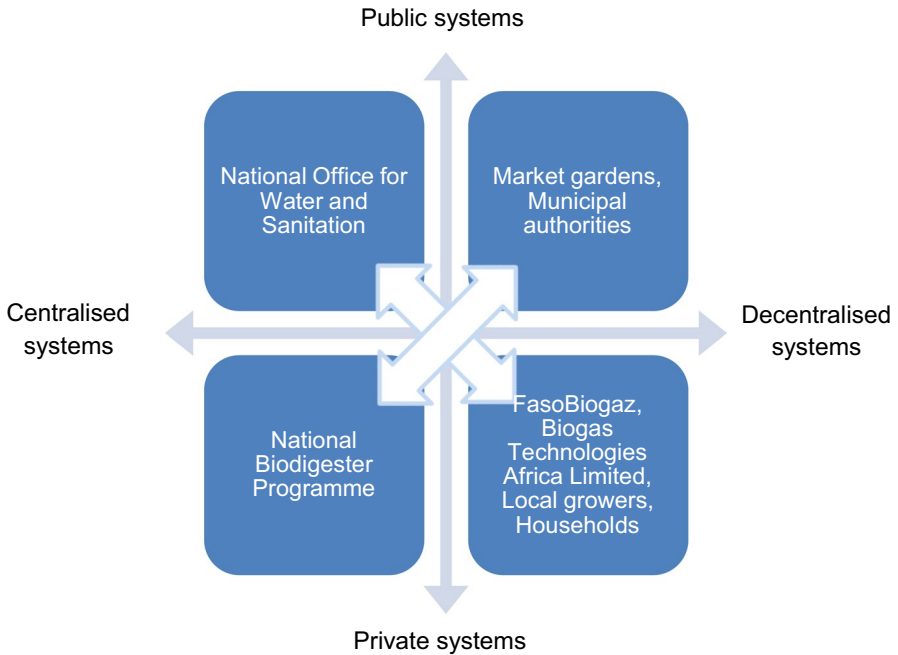 Public systems
National Office for
Water and
Sanitation
Market gardens,
Municipal
authorities
Centralised
systems
Decentralised
systems
National
Biodigester
Programme
FasoBiogaz,
Biogas
Technologies
Africa Limited,
Local growers,
Households
Private systems